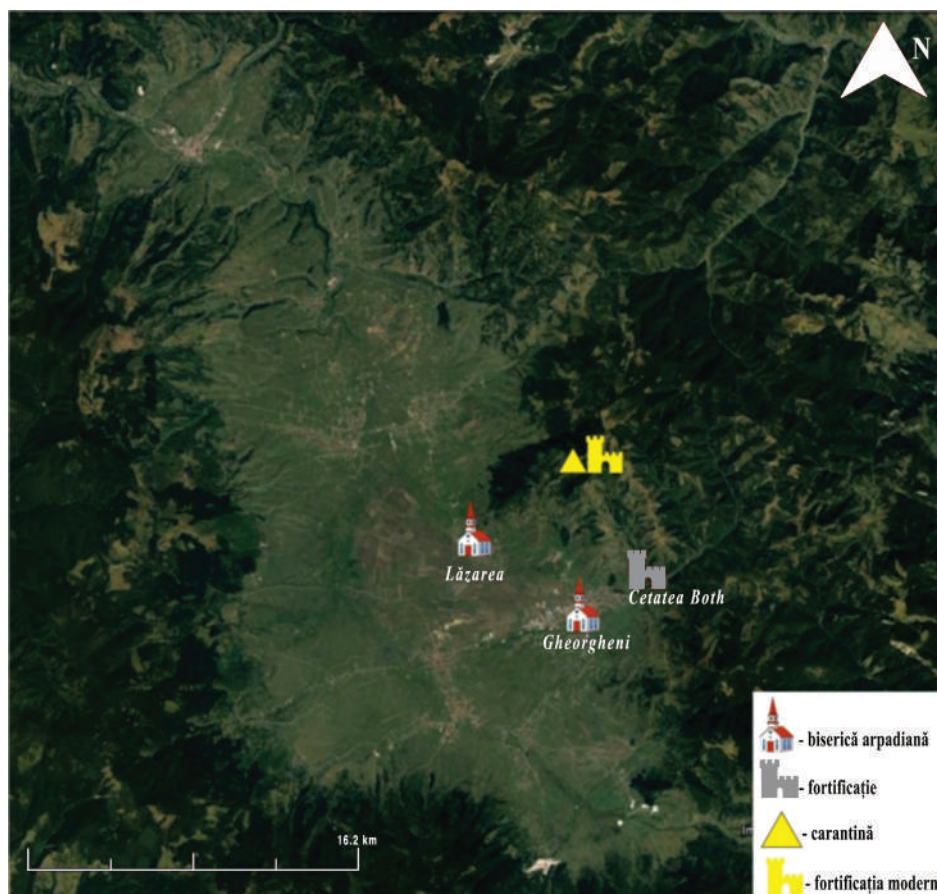 N
Lăzarea
Cetatea Both
Gheorgheni
16.2 km
- biserică arpadiană
- fortificație
- carantină
- fortificația modern